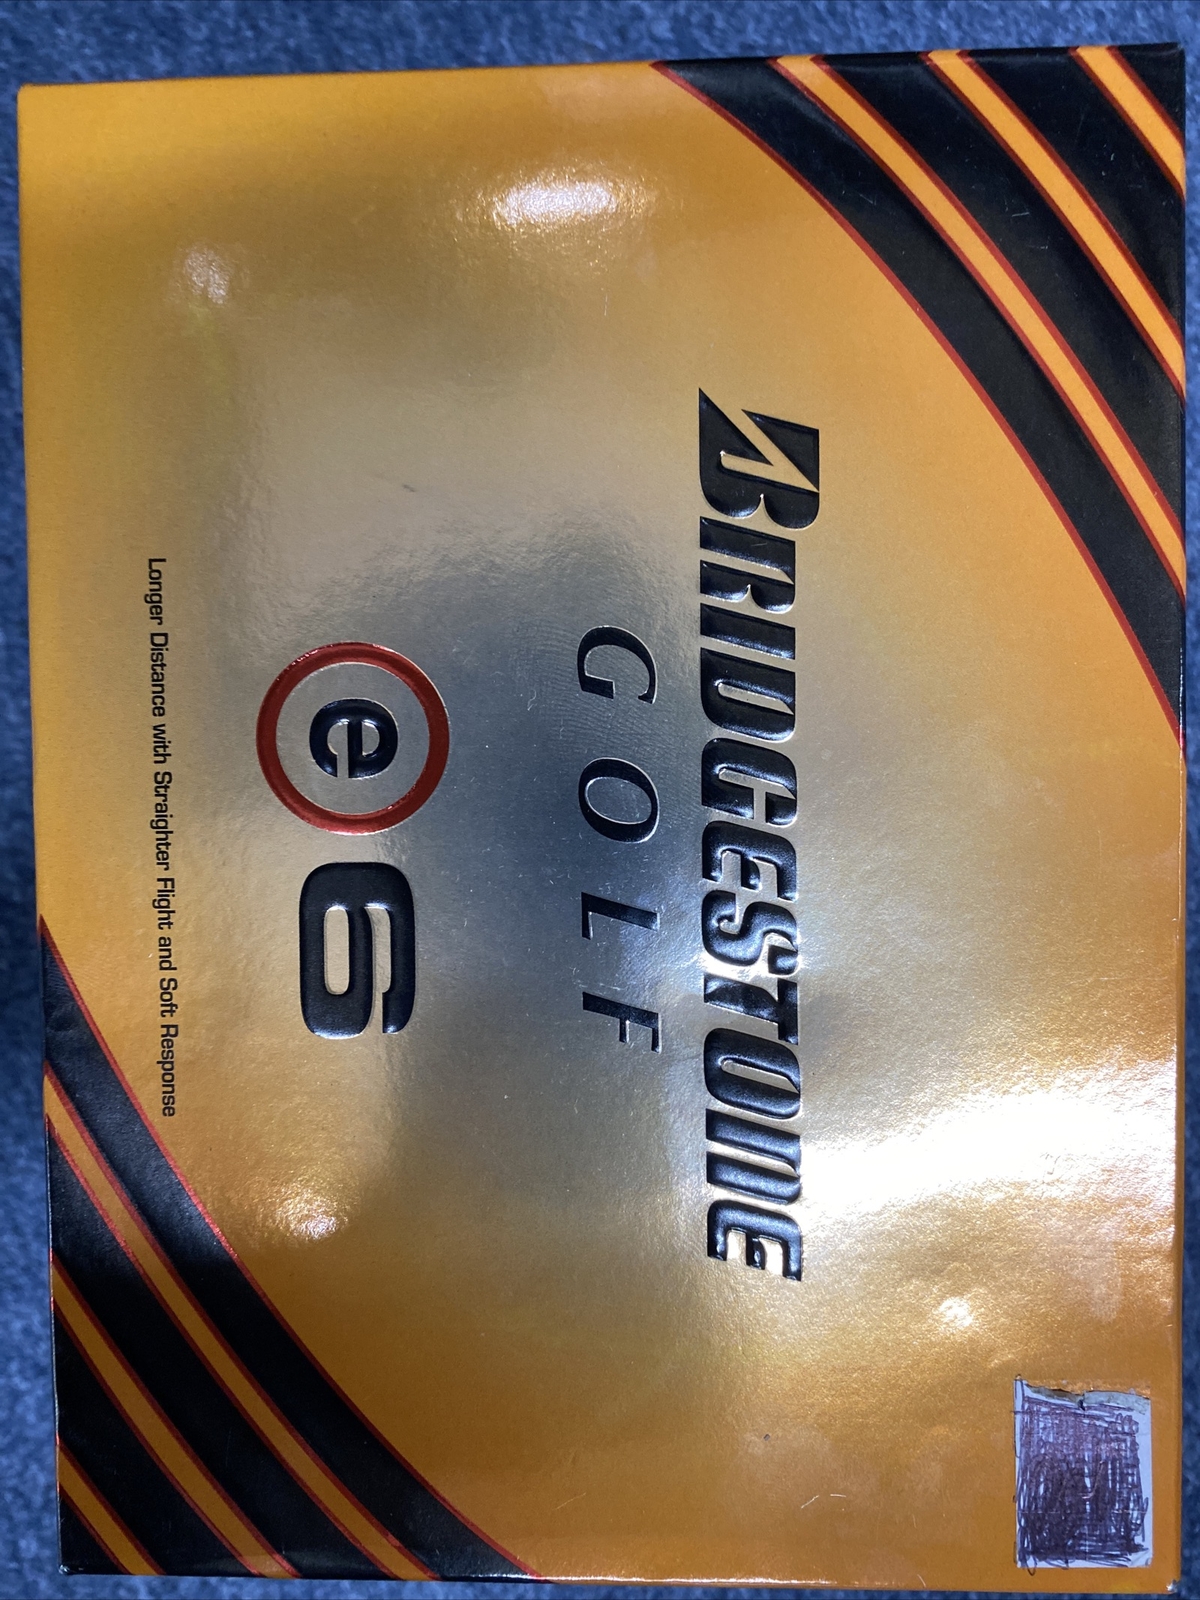 BRIDGESTONE
GOLF
e6
Longer Distance with Straighter Flight and Soft Response